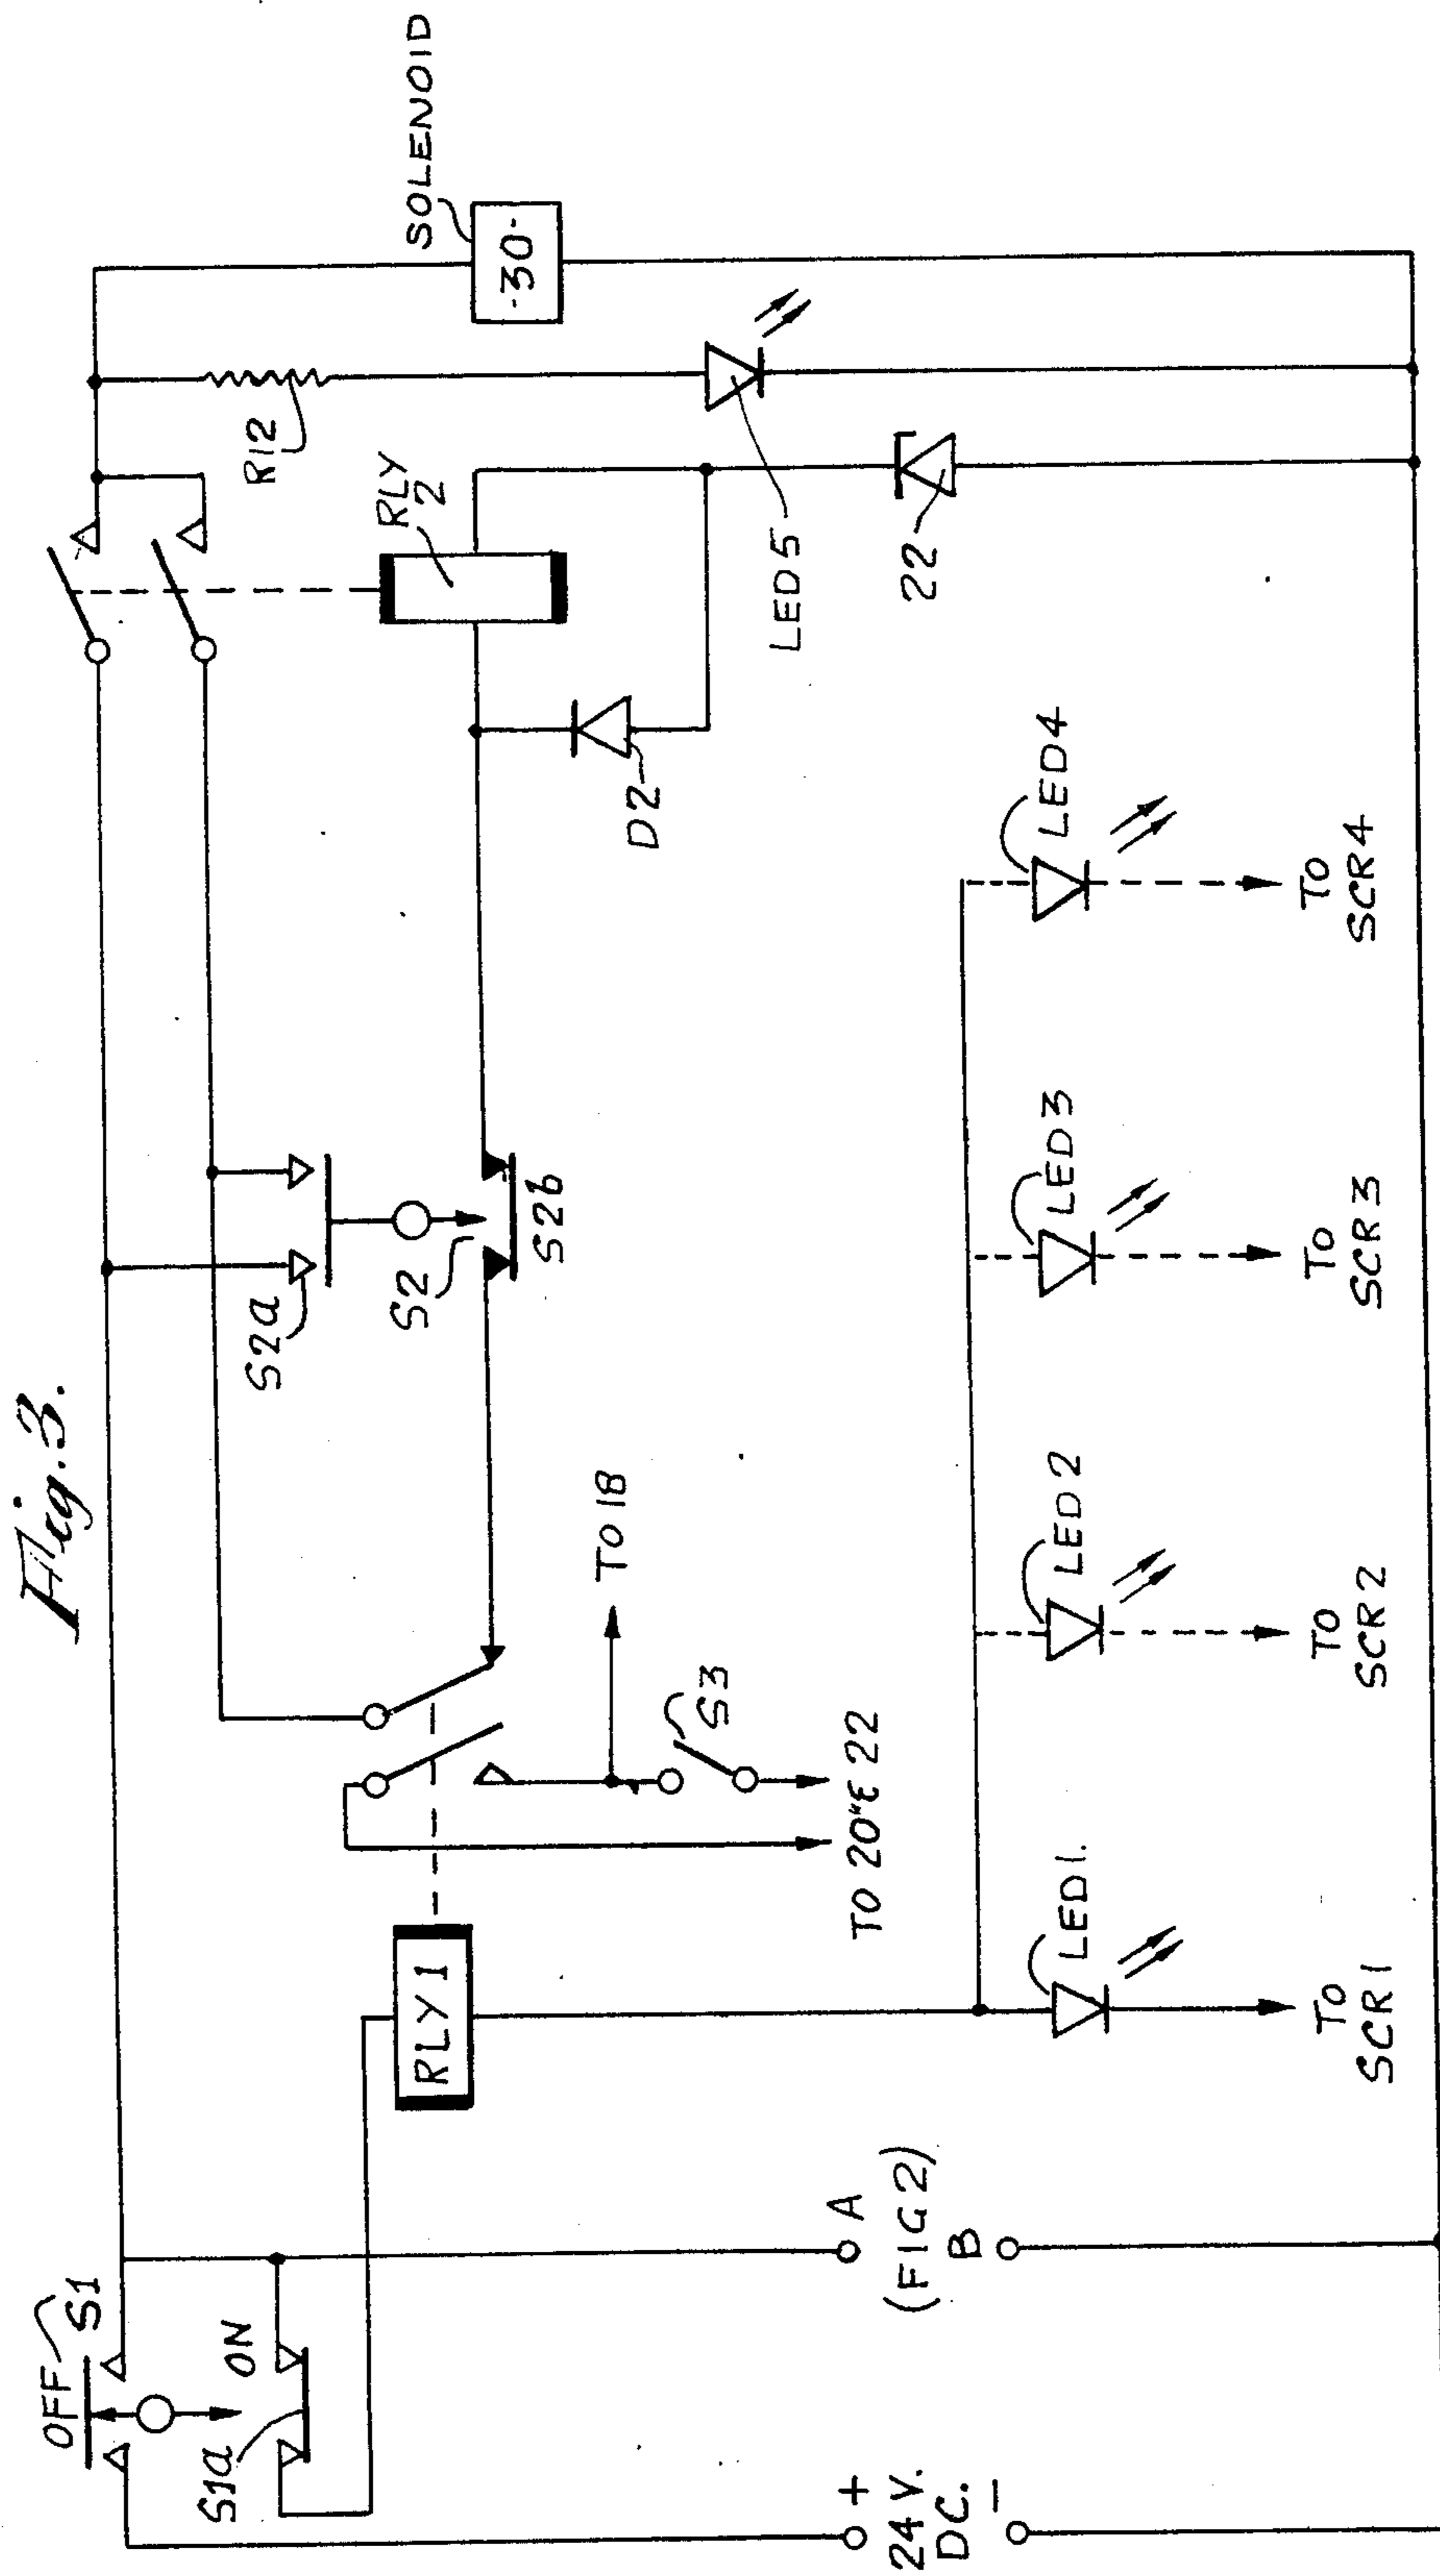 Fig. 3.
OFF
S1
ON
S1a
S2a
S2
S2b
RLY 1
RLY
2
R12
SOLENOID
-30-
D2
LED5
22
TO 18
S3
TO 20"& 22
+
24 V.
DC.
–
A
(FIG 2)
B
LED1.
LED2
LED3
LED4
TO
SCR1
TO
SCR2
TO
SCR3
TO
SCR4